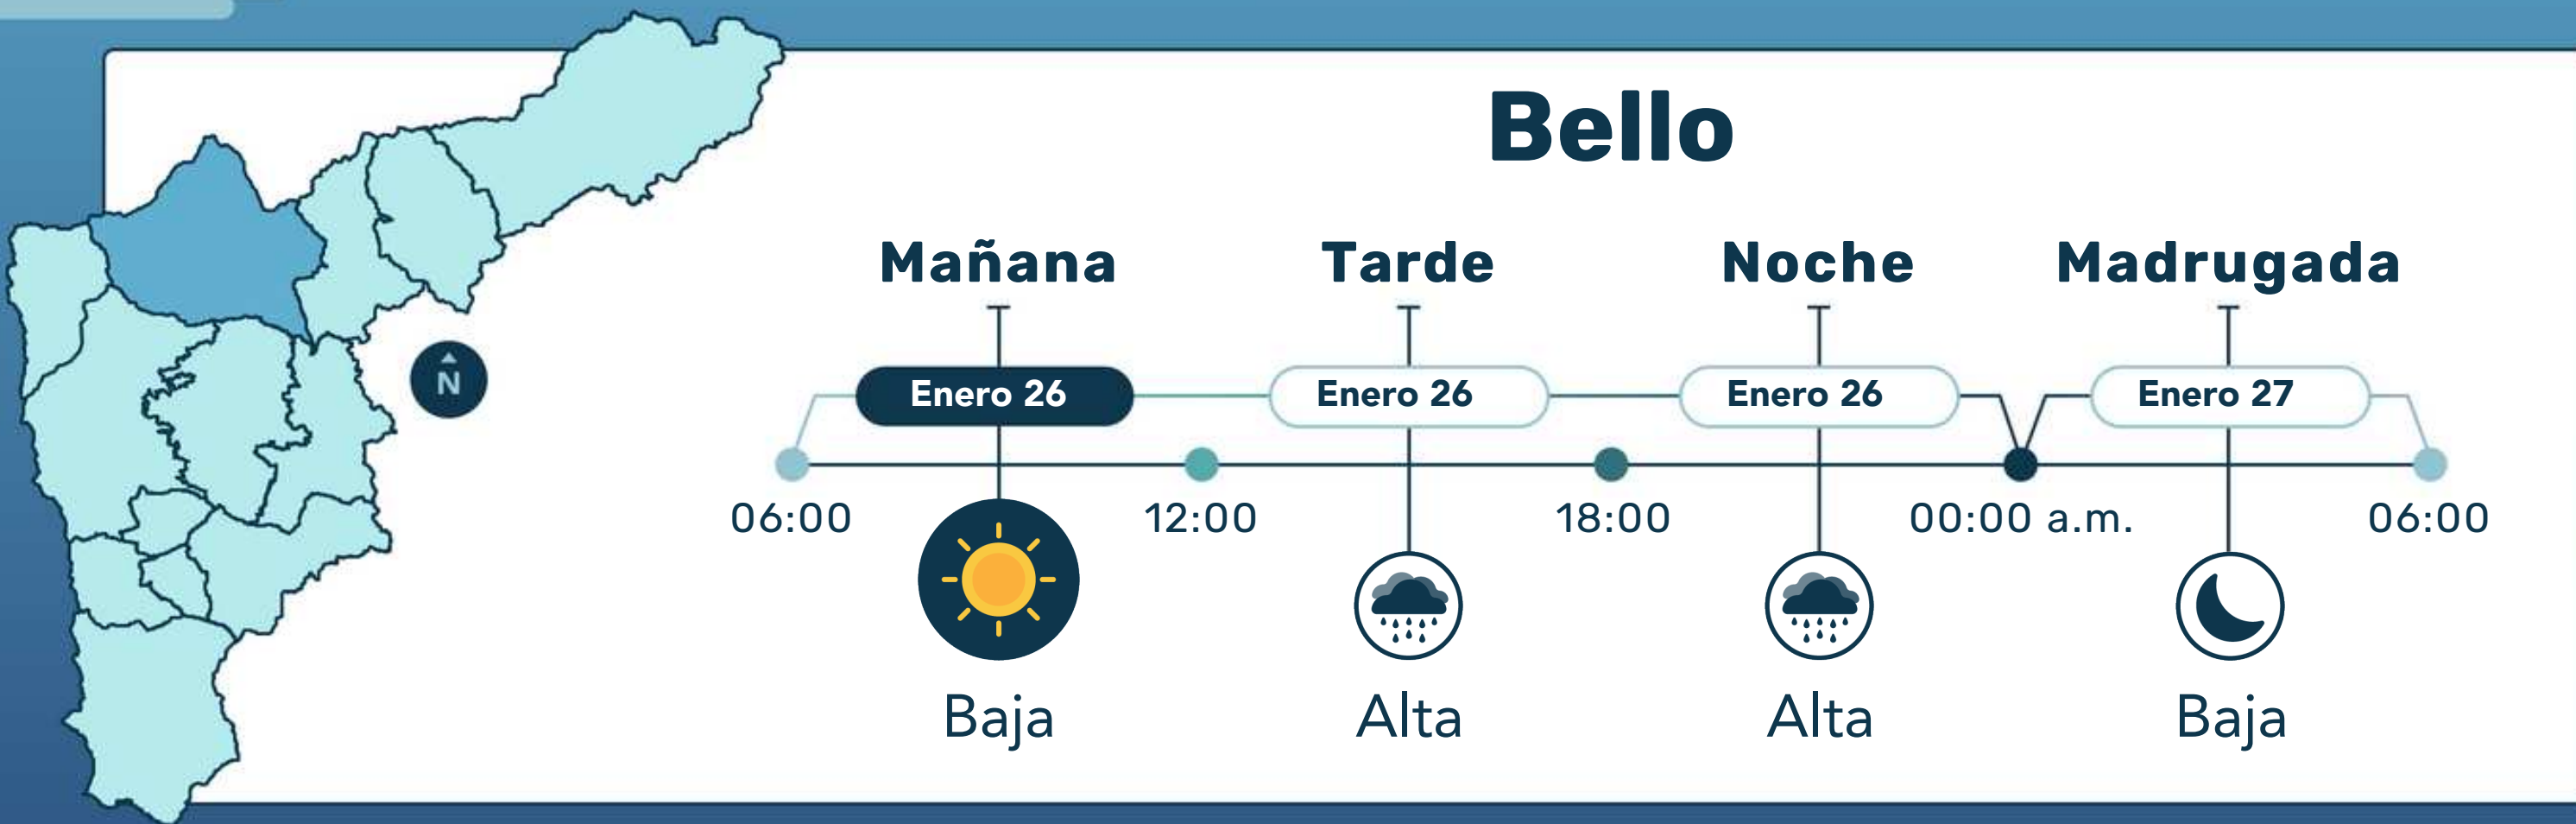 Bello
Mañana Tarde Noche Madrugada
N
Enero 26 Enero 26 Enero 26 Enero 27
06:00 12:00 18:00 00:00 a.m. 06:00
Baja Alta Alta Baja